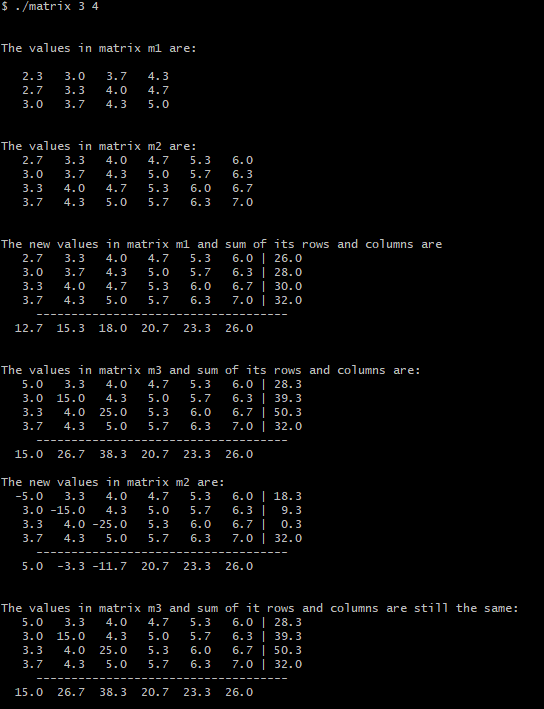 $ ./matrix 3 4
The values in matrix m1 are:
2.3 3.0 3.7 4.3
2.7 3.3 4.0 4.7
3.0 3.7 4.3 5.0
The values in matrix m2 are:
2.7 3.3 4.0 4.7 5.3 6.0
3.0 3.7 4.3 5.0 5.7 6.3
3.3 4.0 4.7 5.3 6.0 6.7
3.7 4.3 5.0 5.7 6.3 7.0
The new values in matrix m1 and sum of its rows and columns are
2.7 3.3 4.0 4.7 5.3 6.0 | 26.0
3.0 3.7 4.3 5.0 5.7 6.3 | 28.0
3.3 4.0 4.7 5.3 6.0 6.7 | 30.0
3.7 4.3 5.0 5.7 6.3 7.0 | 32.0
------------------------------------
12.7 15.3 18.0 20.7 23.3 26.0
The values in matrix m3 and sum of its rows and columns are:
5.0 3.3 4.0 4.7 5.3 6.0 | 28.3
3.0 15.0 4.3 5.0 5.7 6.3 | 39.3
3.3 4.0 25.0 5.3 6.0 6.7 | 50.3
3.7 4.3 5.0 5.7 6.3 7.0 | 32.0
------------------------------------
15.0 26.7 38.3 20.7 23.3 26.0
The new values in matrix m2 are:
-5.0 3.3 4.0 4.7 5.3 6.0 | 18.3
3.0 -15.0 4.3 5.0 5.7 6.3 | 9.3
3.3 4.0 -25.0 5.3 6.0 6.7 | 0.3
3.7 4.3 5.0 5.7 6.3 7.0 | 32.0
------------------------------------
5.0 -3.3 -11.7 20.7 23.3 26.0
The values in matrix m3 and sum of it rows and columns are still the same:
5.0 3.3 4.0 4.7 5.3 6.0 | 28.3
3.0 15.0 4.3 5.0 5.7 6.3 | 39.3
3.3 4.0 25.0 5.3 6.0 6.7 | 50.3
3.7 4.3 5.0 5.7 6.3 7.0 | 32.0
------------------------------------
15.0 26.7 38.3 20.7 23.3 26.0